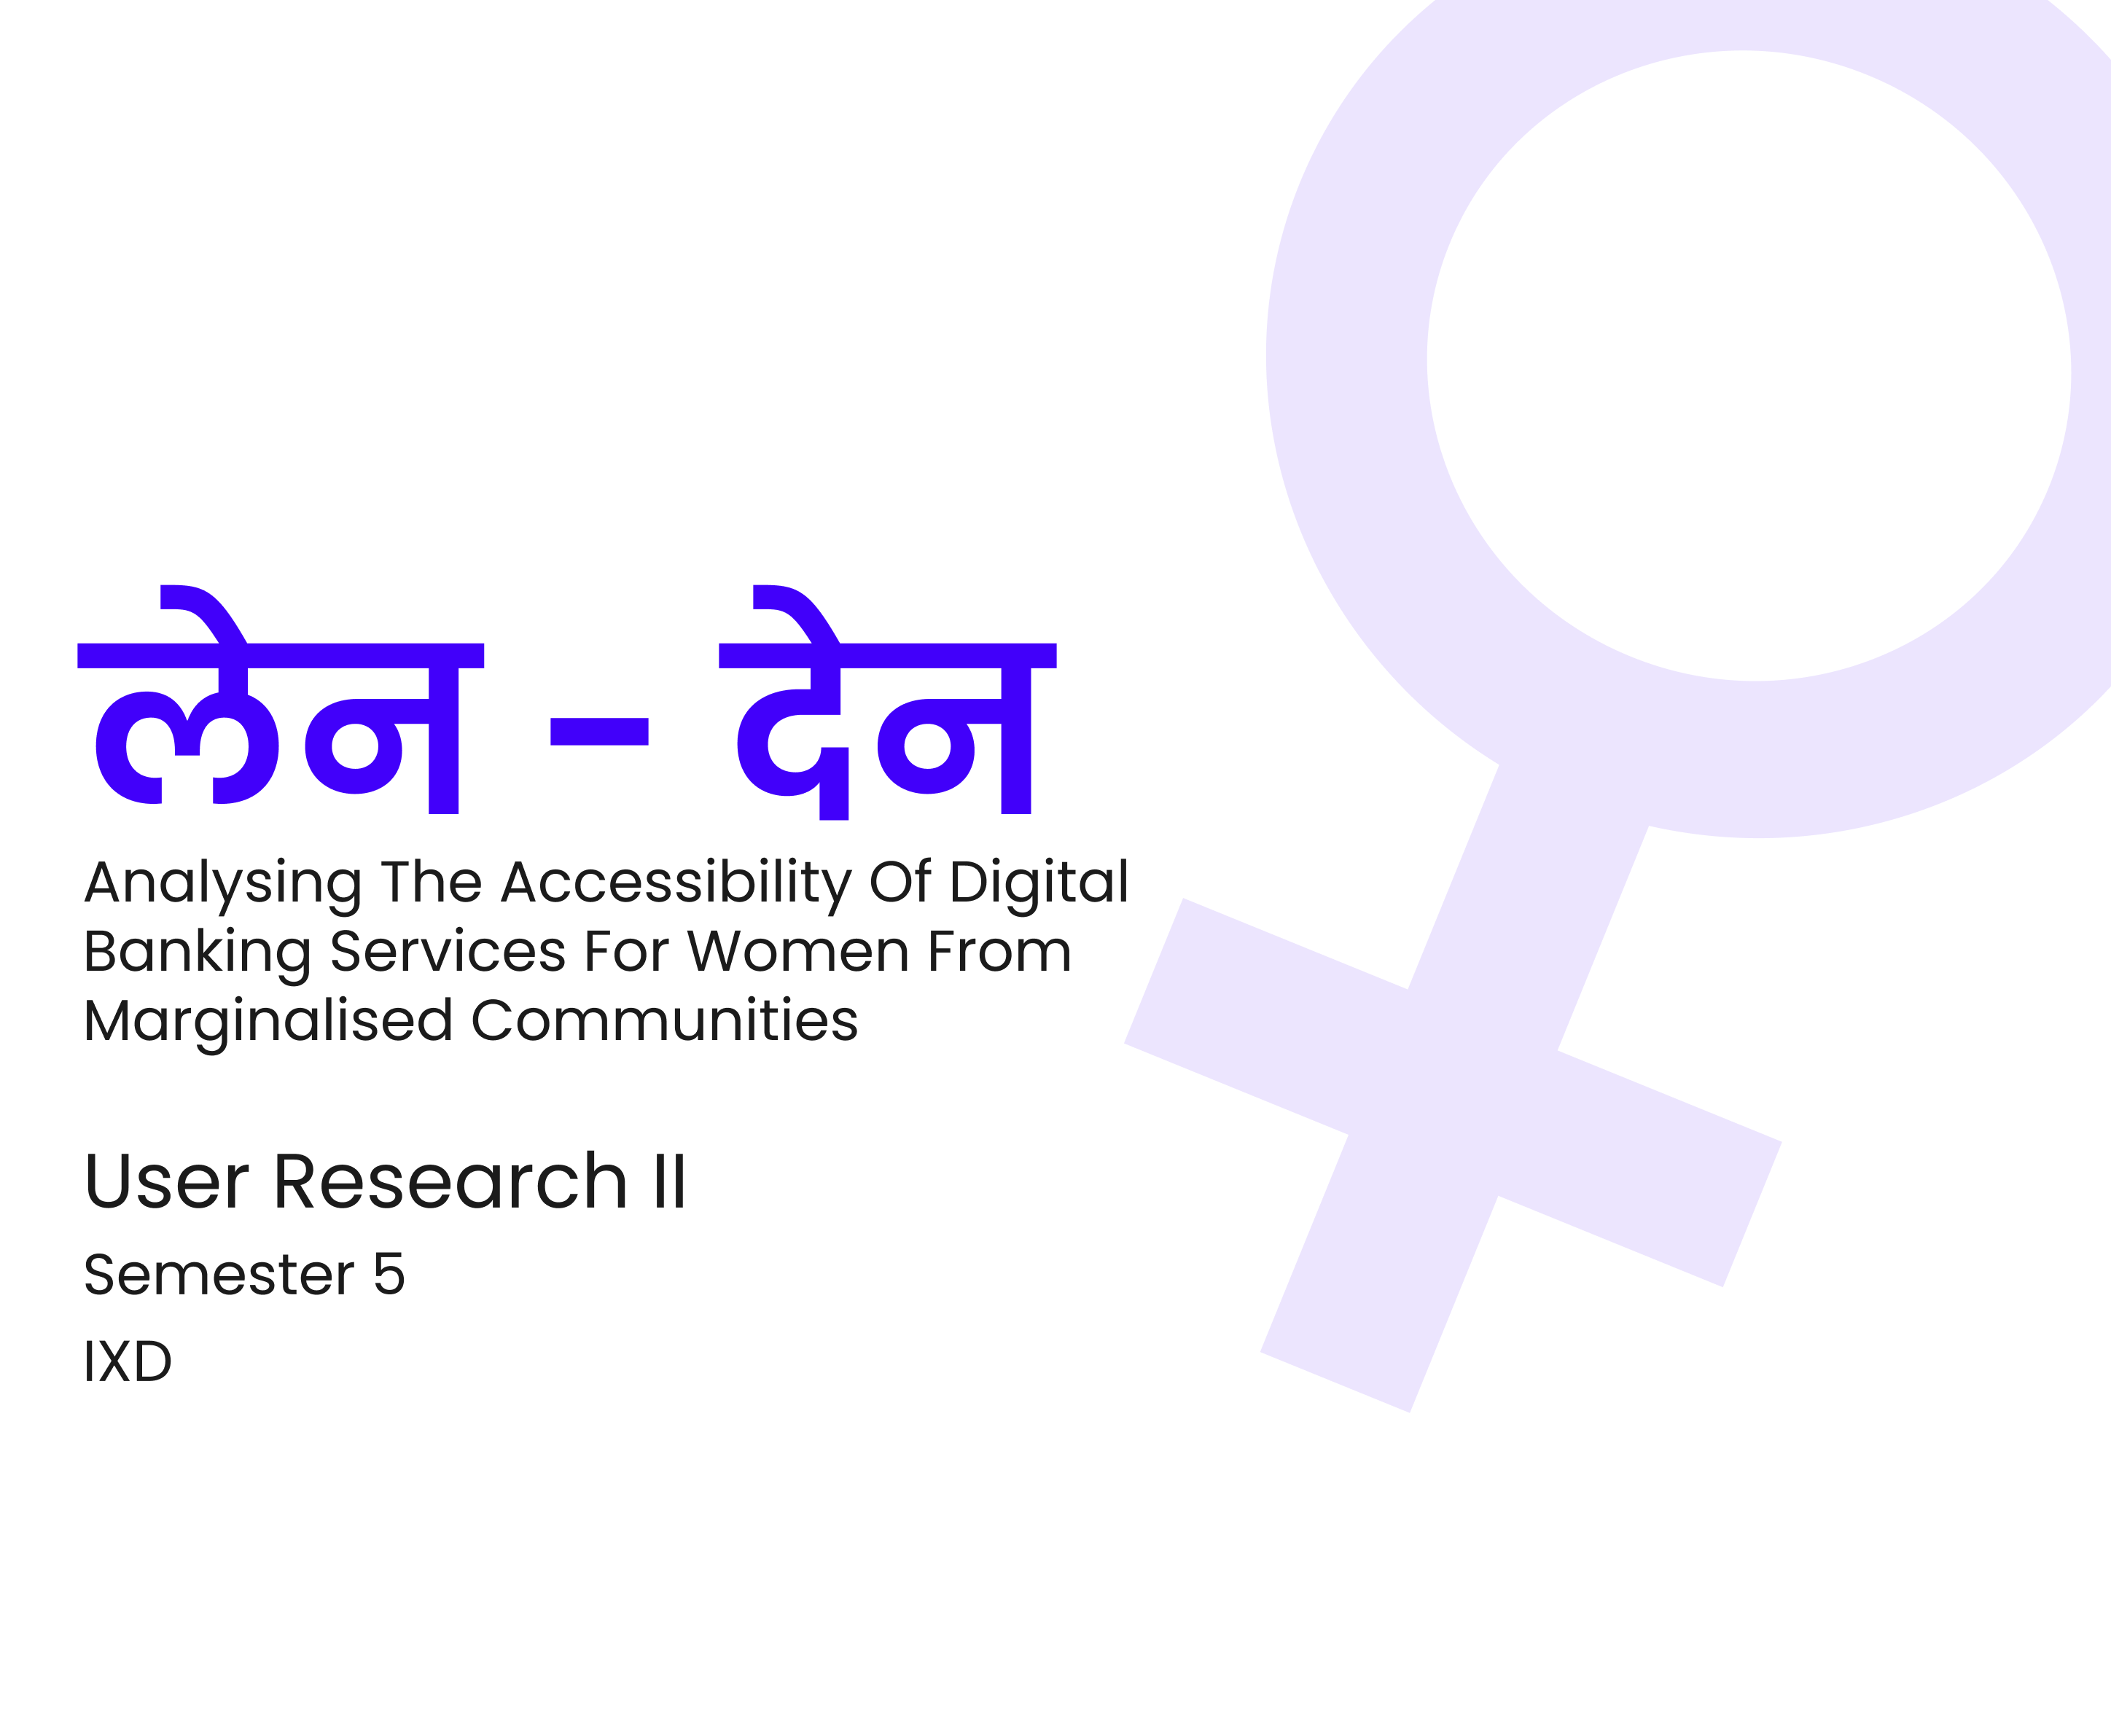 लेन - देन
Analysing The Accessibility Of Digital
Banking Services For Women From
Marginalised Communities
User Research II
Semester 5
IXD